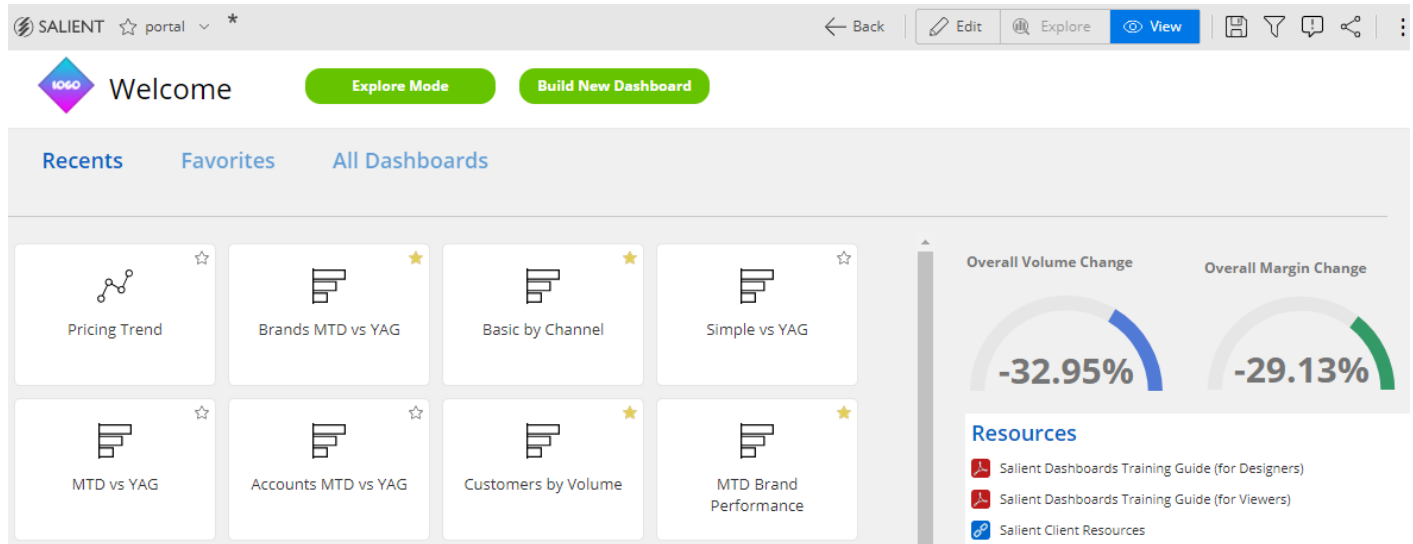 SALIENT portal *
Back
Edit
Explore
View
LOGO
Welcome
Explore Mode
Build New Dashboard
Recents
Favorites
All Dashboards
Pricing Trend
Brands MTD vs YAG
Basic by Channel
Simple vs YAG
MTD vs YAG
Accounts MTD vs YAG
Customers by Volume
MTD Brand
Performance
Overall Volume Change
-32.95%
Overall Margin Change
-29.13%
Resources
Salient Dashboards Training Guide (for Designers)
Salient Dashboards Training Guide (for Viewers)
Salient Client Resources